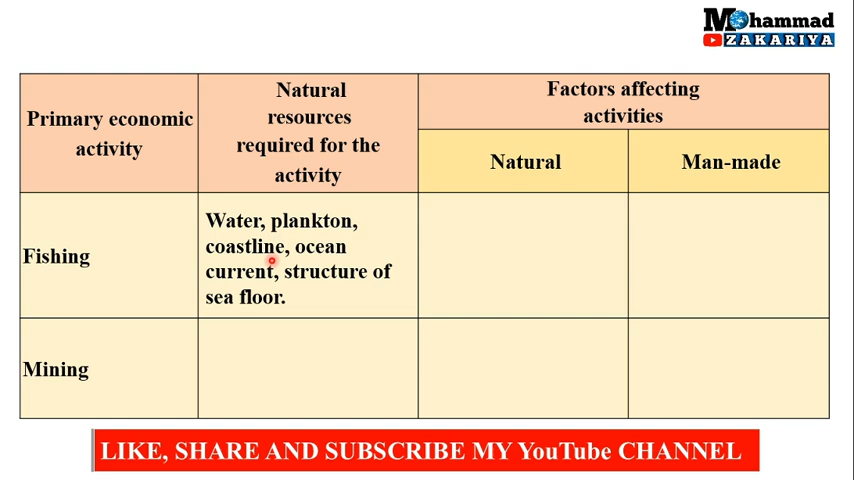 Mohammad
ZAKARIYA
Primary economic
activity
Natural
resources
required for the
activity
Factors affecting
activities
Natural
Man-made
Fishing
Water, plankton,
coastline, ocean
current, structure of
sea floor.
Mining
LIKE, SHARE AND SUBSCRIBE MY YouTube CHANNEL